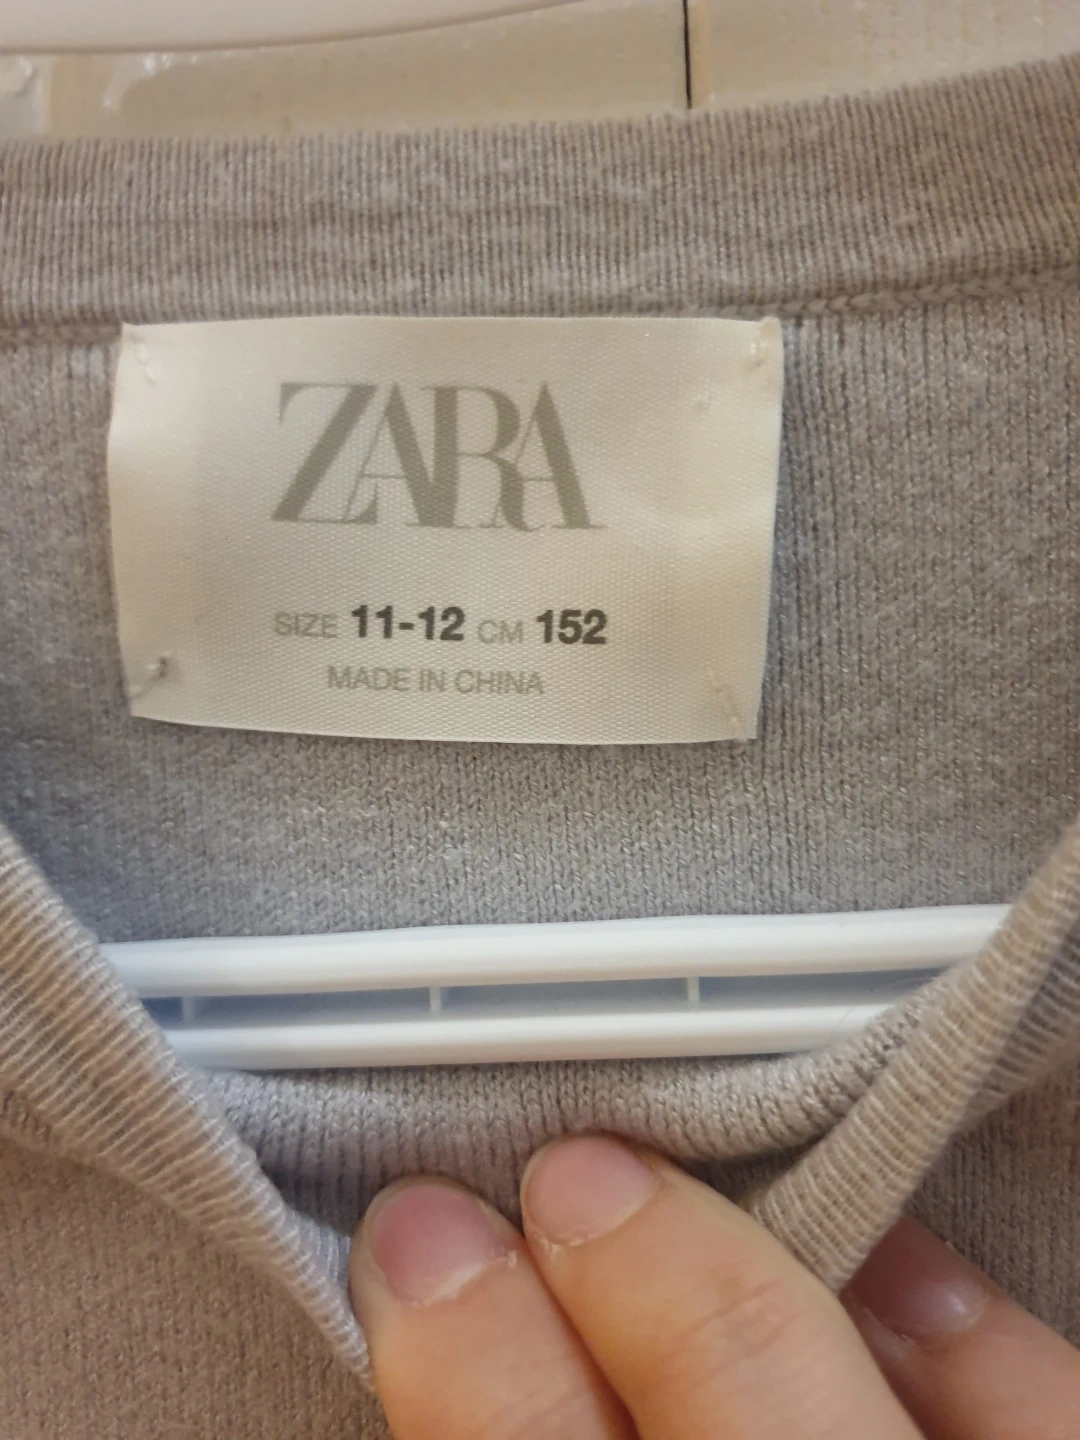 ZARA
SIZE 11-12 CM 152
MADE IN CHINA